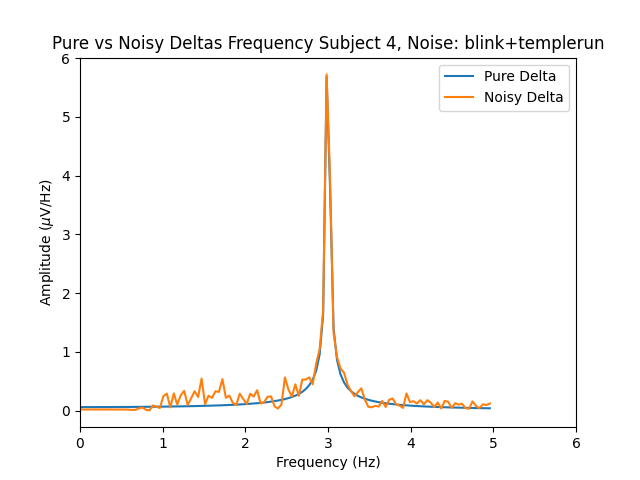 Pure vs Noisy Deltas Frequency Subject 4, Noise: blink+templerun
Pure Delta
Noisy Delta
Amplitude (μV/Hz)
6
5
4
3
2
1
0
0 1 2 3 4 5 6
Frequency (Hz)